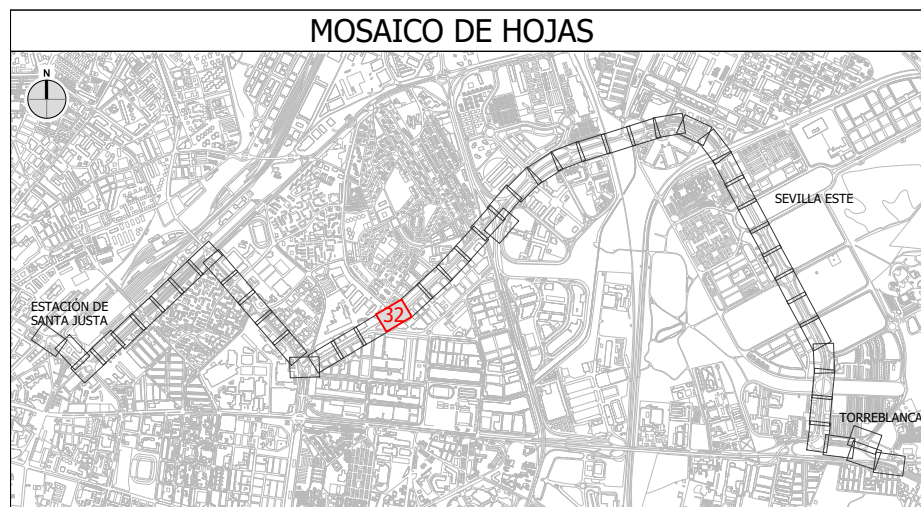 MOSAICO DE HOJAS
N
SEVILLA ESTE
ESTACIÓN DE
SANTA JUSTA
32
TORREBLANCA